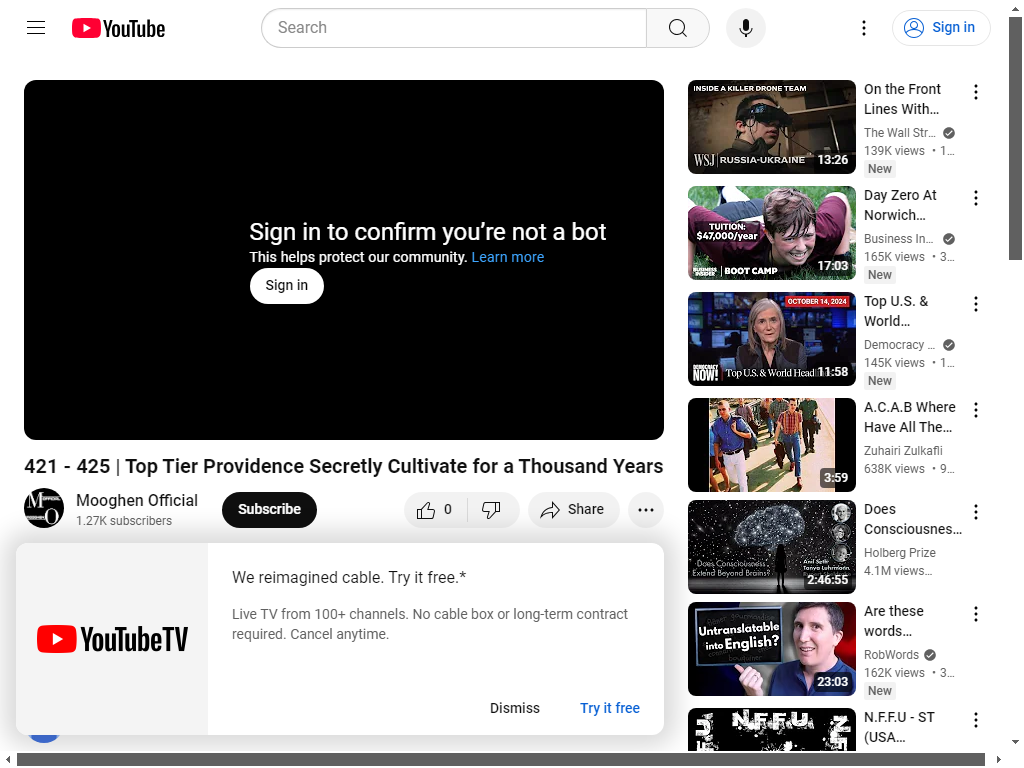 YouTube
Search
Sign in
Sign in to confirm you’re not a bot
This helps protect our community. Learn more
Sign in
421 - 425 | Top Tier Providence Secretly Cultivate for a Thousand Years
Mooghen Official
1.27K subscribers
Subscribe
0
Share
We reimagined cable. Try it free.*
Live TV from 100+ channels. No cable box or long-term contract
required. Cancel anytime.
YouTubeTV
Dismiss
Try it free
INSIDE A KILLER DRONE TEAM
WSJ RUSSIA-UKRAINE
13:26
On the Front
Lines With…
The Wall Str…
139K views • 1…
New
TUITION:
$47,000/year
BUSINESS
INSIDER
BOOT CAMP
17:03
Day Zero At
Norwich…
Business In…
165K views • 3…
New
OCTOBER 14, 2024
DEMOCRACY
NOW!
Top U.S. & World Head
11:58
Top U.S. &
World…
Democracy …
145K views • 1…
New
3:59
A.C.A.B Where
Have All The…
Zuhairi Zulkafli
638K views • 9…
Does Consciousness
Extend Beyond Brains?
Anil Seth
Tanya Luhrmann
2:46:55
Does
Consciousnes…
Holberg Prize
4.1M views…
Untranslatable
into English?
23:03
Are these
words…
RobWords
162K views • 3…
New
N.F.F.U
N.F.F.U - ST
(USA…